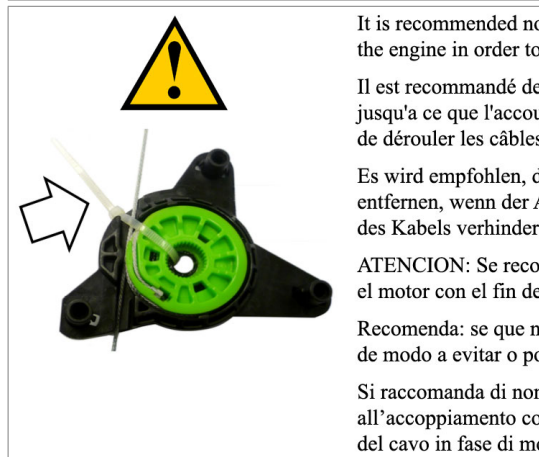 It is recommended no
the engine in order to
Il est recommandé de
jusqu'a ce que l'accou
de dérouler les câbles
Es wird empfohlen, d
entfernen, wenn der A
des Kabels verhinder
ATENCION: Se reco
el motor con el fin de
Recomenda: se que n
de modo a evitar o po
Si raccomanda di nor
all’accoppiamento co
del cavo in fase di mo